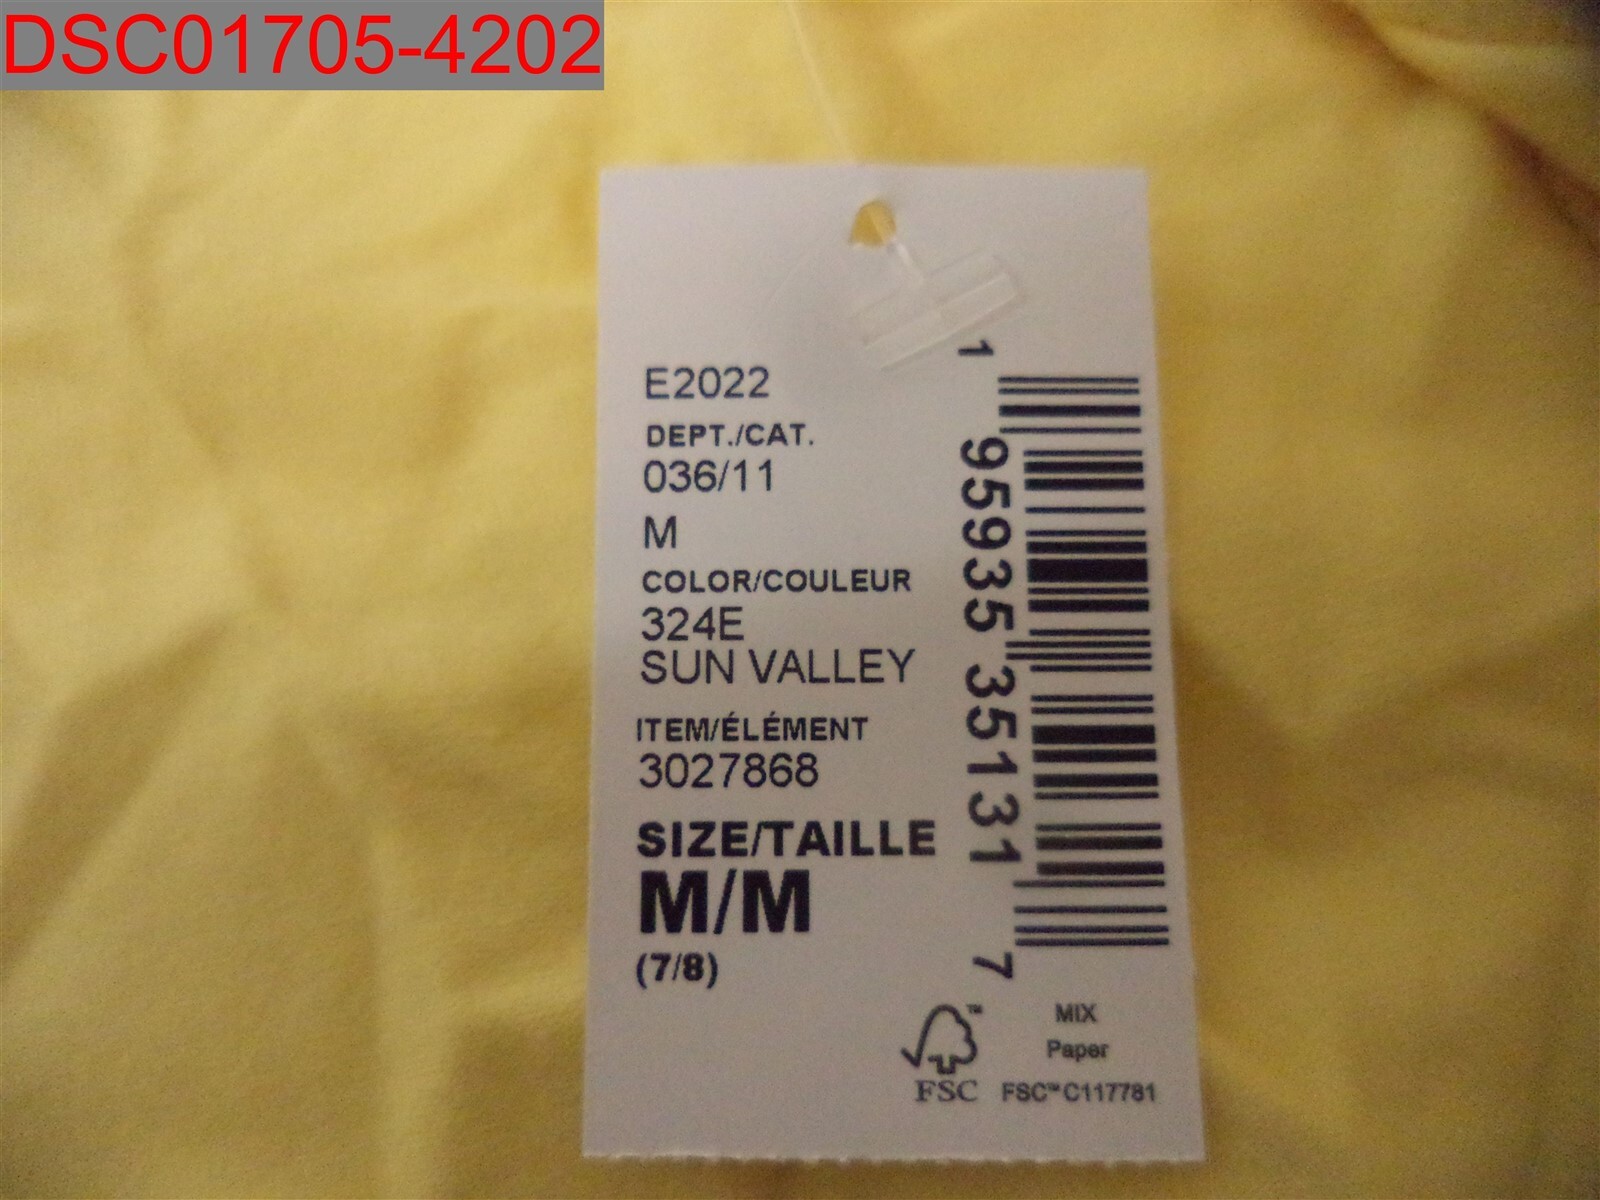 DSC01705-4202
E2022
DEPT./CAT.
036/11
M
COLOR/COULEUR
324E
SUN VALLEY
ITEM/ÉLÉMENT
3027868
SIZE/TAILLE
M/M
(7/8)
1 95935 35131 7
FSC
MIX
Paper
FSC™ C117781